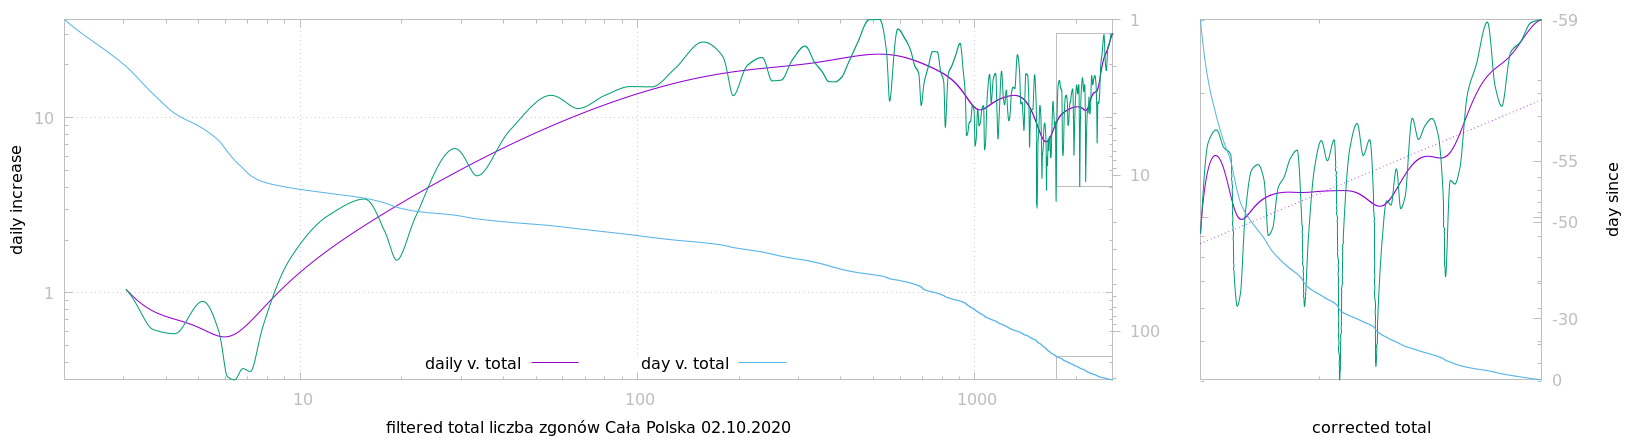 daily increase
10
1
daily v. total
day v. total
10
100
1000
filtered total liczba zgonów Cała Polska 02.10.2020
1
10
100
-59
-55
-50
-30
0
day since
corrected total